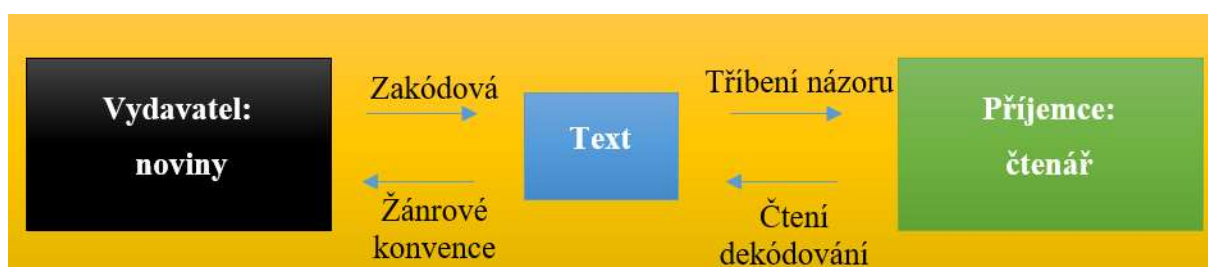 Vydavatel:
noviny
Zakódová
Žánrové
konvence
Text
Tříbení názoru
Čtení
dekódování
Příjemce:
čtenář